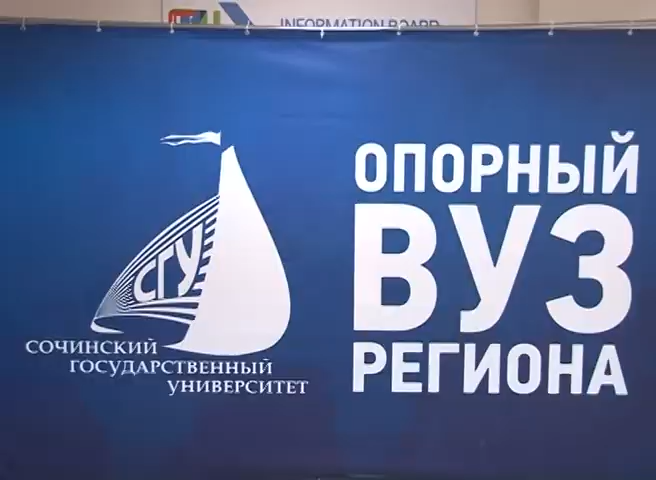 INFORMATION BOARD
СГУ
СОЧИНСКИЙ
ГОСУДАРСТВЕННЫЙ
УНИВЕРСИТЕТ
ОПОРНЫЙ
ВУЗ
РЕГИОНА